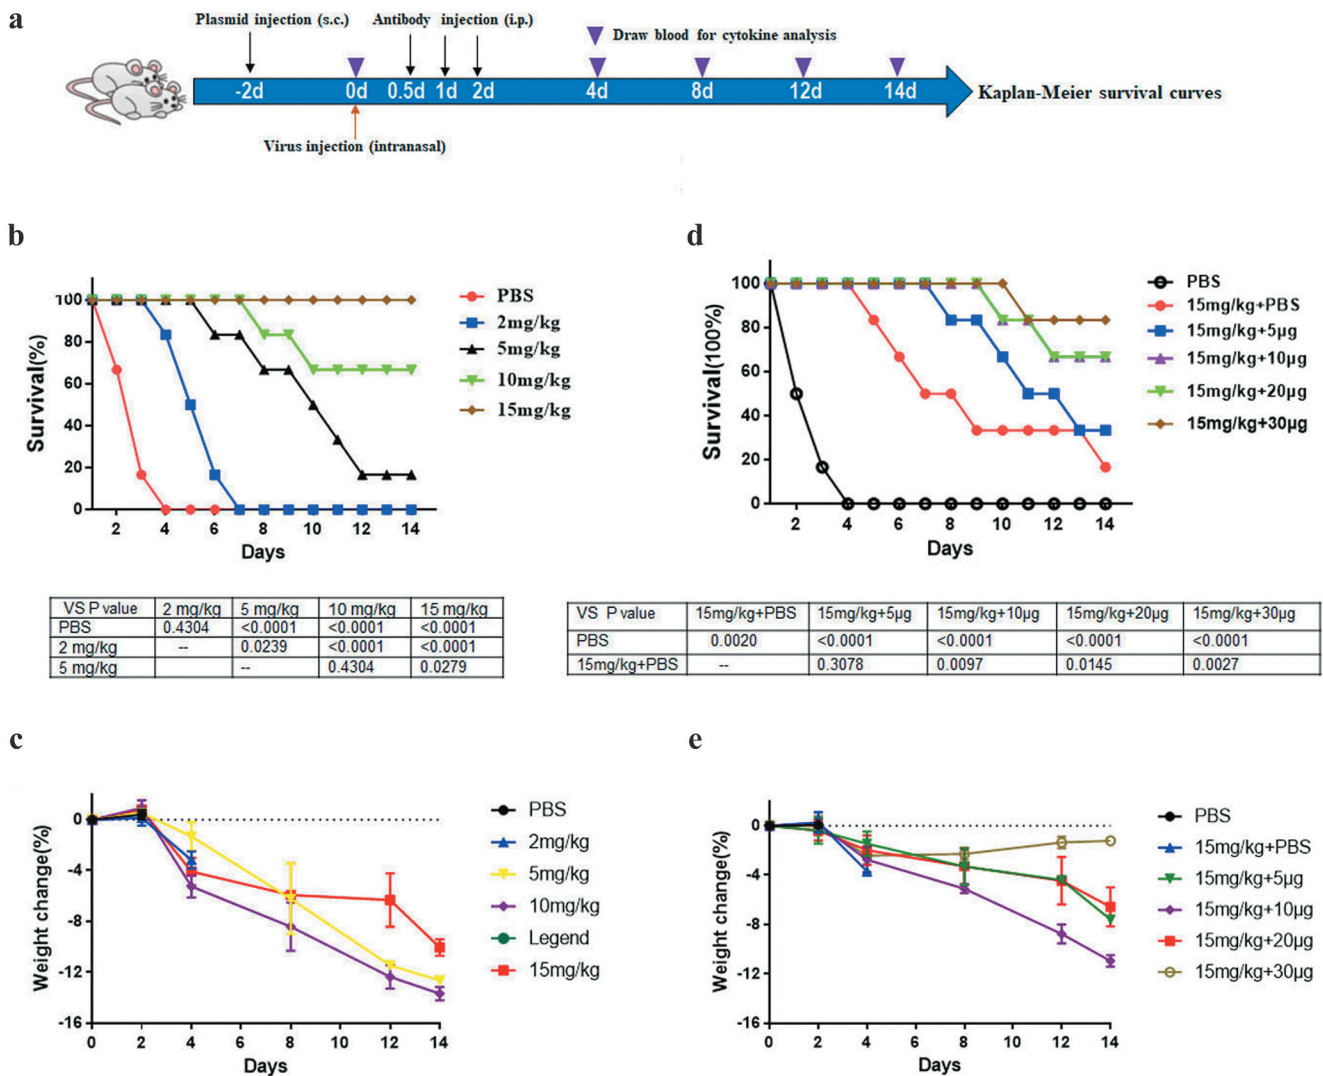 a
Plasmid injection (s.c.)
Antibody injection (i.p.)
Draw blood for cytokine analysis
-2d 0d 0.5d 1d 2d 4d 8d 12d 14d
Kaplan-Meier survival curves
Virus injection (intranasal)
b
Survival(%)
100
80
60
40
20
0
2 4 6 8 10 12 14
Days
PBS
2mg/kg
5mg/kg
10mg/kg
15mg/kg
VS P value 2 mg/kg 5 mg/kg 10 mg/kg 15 mg/kg
PBS 0.4304 <0.0001 <0.0001 <0.0001
2 mg/kg -- 0.0239 <0.0001 <0.0001
5 mg/kg -- 0.4304 0.0279
d
Survival(100%)
100
80
60
40
20
0
2 4 6 8 10 12 14
Days
PBS
15mg/kg+PBS
15mg/kg+5μg
15mg/kg+10μg
15mg/kg+20μg
15mg/kg+30μg
VS P value 15mg/kg+PBS 15mg/kg+5μg 15mg/kg+10μg 15mg/kg+20μg 15mg/kg+30μg
PBS 0.0020 <0.0001 <0.0001 <0.0001 <0.0001
15mg/kg+PBS -- 0.3078 0.0097 0.0145 0.0027
c
Weight change(%)
0
-4
-8
-12
-16
0 2 4 6 8 10 12 14
Days
PBS
2mg/kg
5mg/kg
10mg/kg
Legend
15mg/kg
e
Weight change(%)
0
-4
-8
-12
-16
0 2 4 6 8 10 12 14
Days
PBS
15mg/kg+PBS
15mg/kg+5μg
15mg/kg+10μg
15mg/kg+20μg
15mg/kg+30μg